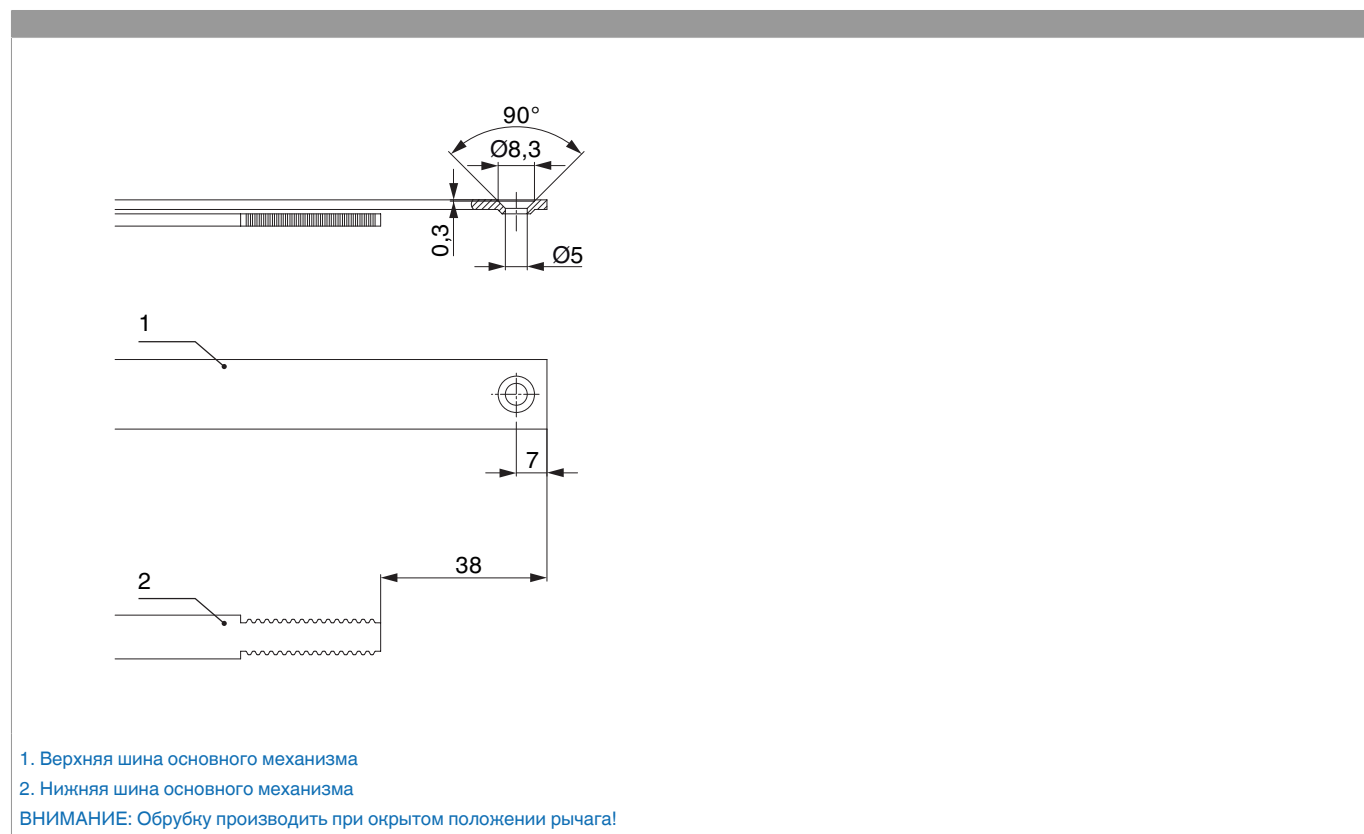 90°
Ø8,3
0,3
Ø5
1
7
38
2
1. Верхняя шина основного механизма
2. Нижняя шина основного механизма
ВНИМАНИЕ: Обрубку производить при окрытом положении рычага!